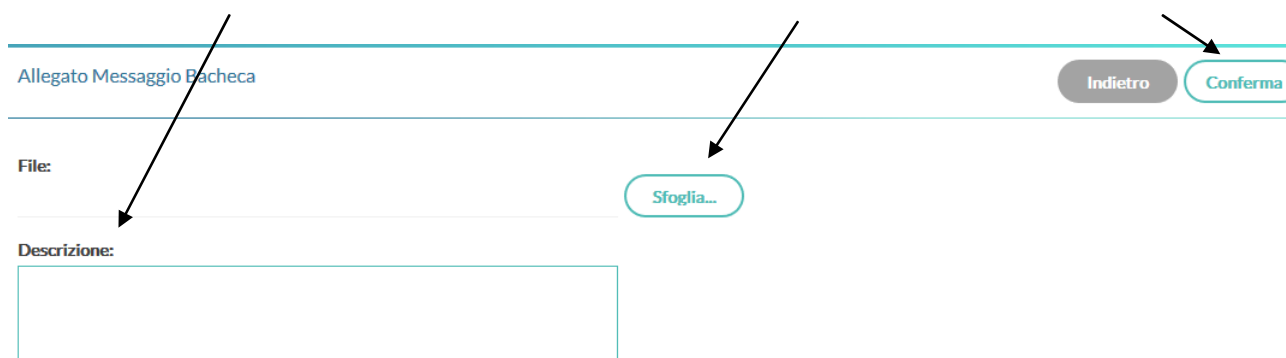 Allegato Messaggio Bacheca
Indietro
Conferma
File:
Sfoglia...
Descrizione: